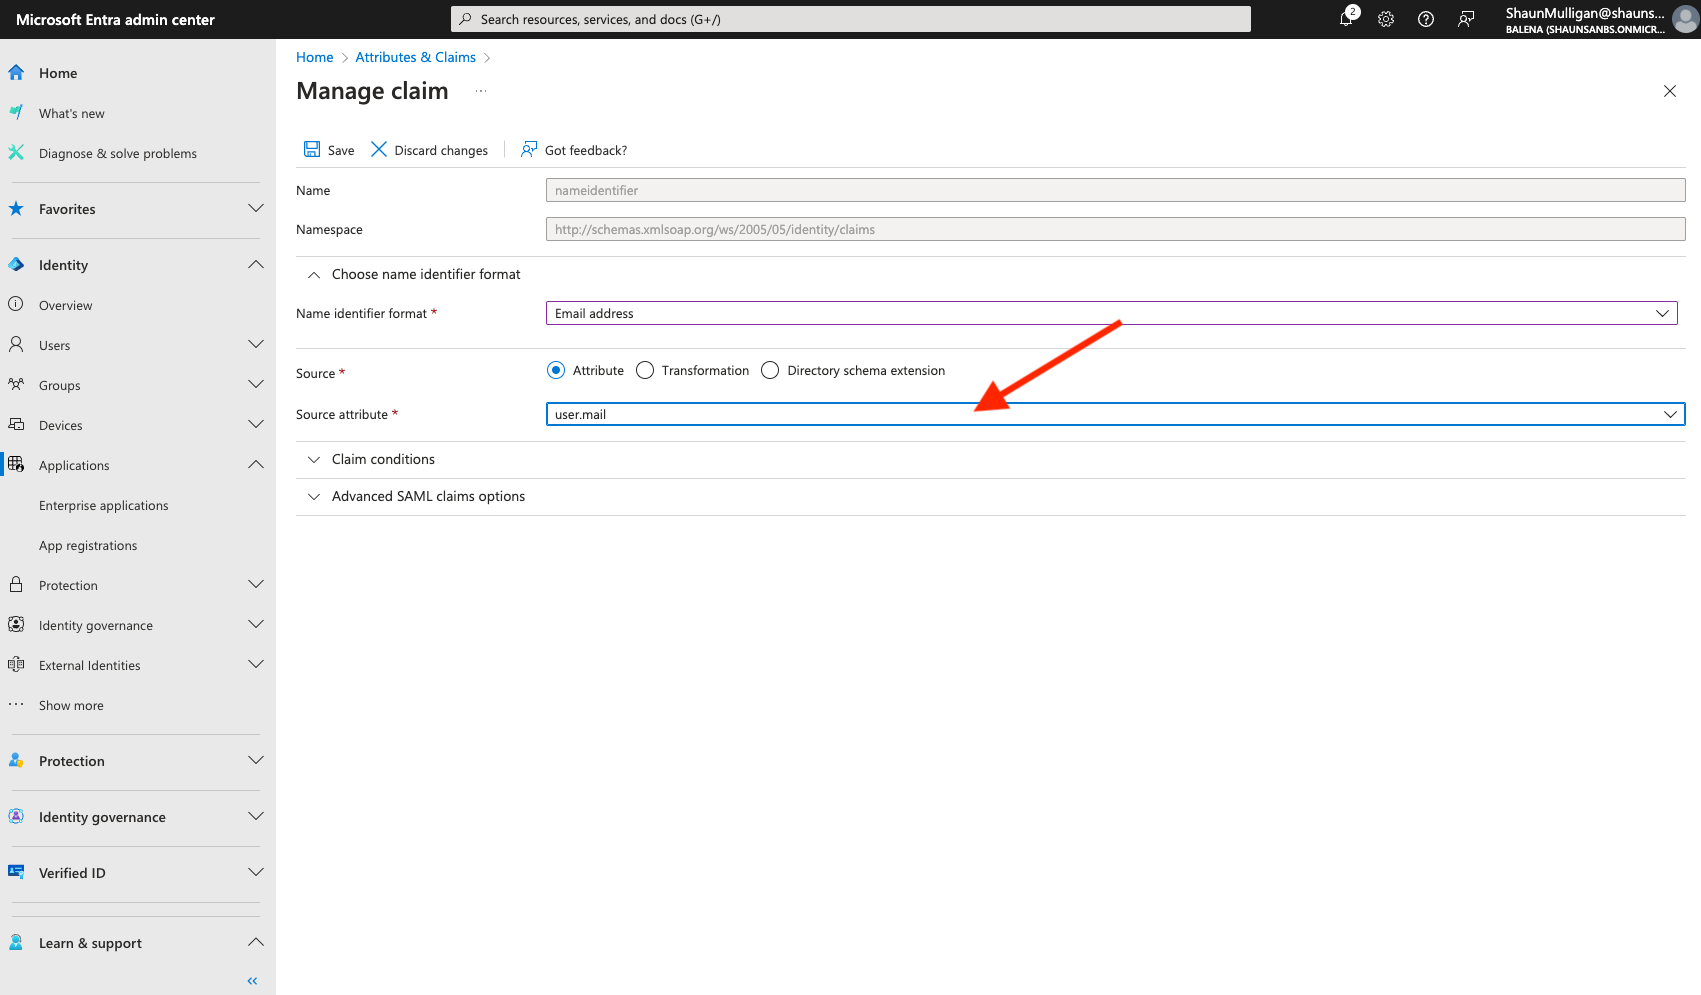 Microsoft Entra admin center
Search resources, services, and docs (G+/)
2
ShaunMulligan@shauns...
BALENA (SHAUNSANBS.ONMICR...
Home
What's new
Diagnose & solve problems
Favorites
Identity
Overview
Users
Groups
Devices
Applications
Enterprise applications
App registrations
Protection
Identity governance
External Identities
Show more
Protection
Identity governance
Verified ID
Learn & support
Home > Attributes & Claims >
Manage claim ...
Save Discard changes Got feedback?
Name nameidentifier
Namespace http://schemas.xmlsoap.org/ws/2005/05/identity/claims
Choose name identifier format
Name identifier format * Email address
Source * Attribute Transformation Directory schema extension
Source attribute * user.mail
Claim conditions
Advanced SAML claims options